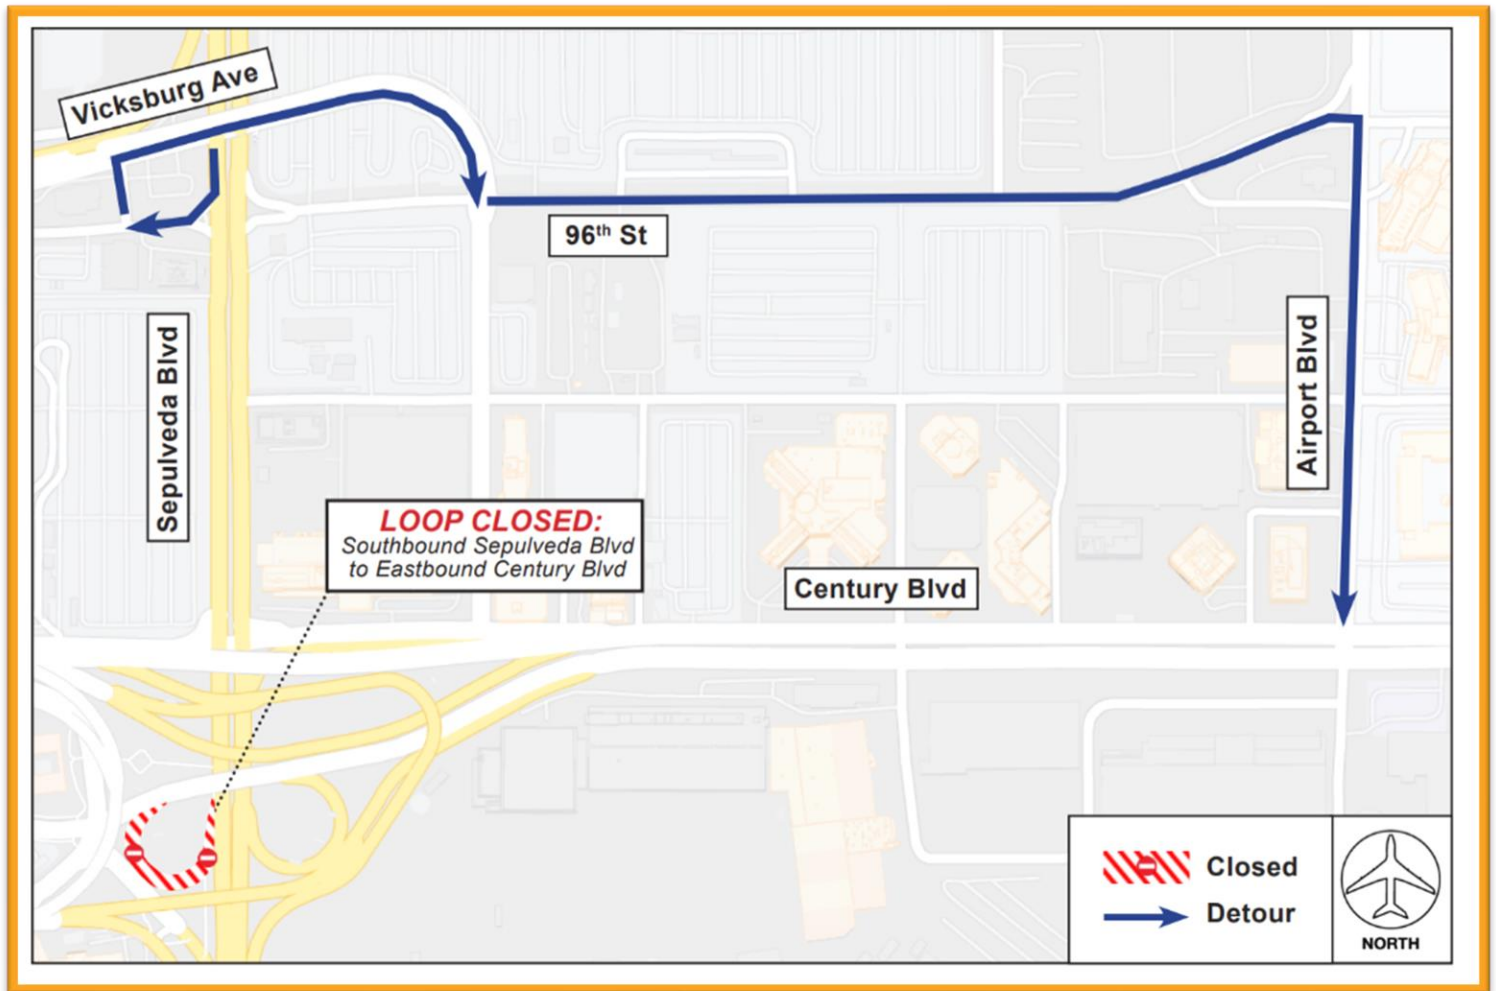 Vicksburg Ave
96th St
Sepulveda Blvd
Airport Blvd
LOOP CLOSED:
Southbound Sepulveda Blvd
to Eastbound Century Blvd
Century Blvd
Closed
Detour
NORTH